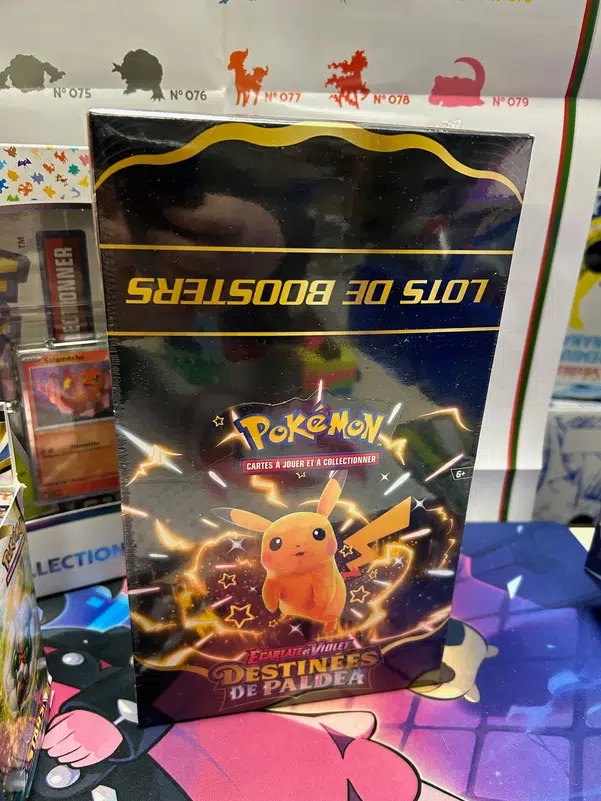 N° 075
N° 076
N° 077
N° 078
N° 079
LOTS DE BOOSTERS
POKéMON
CARTES À JOUER ET À COLLECTIONNER
6+
ÉCARLATE ET VIOLET
DESTINÉES
DE PALDEA
Salamèche
LLECTION